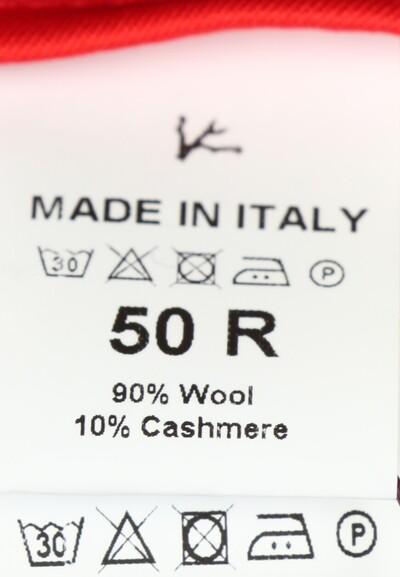 MADE IN ITALY
30 P
50 R
90% Wool
10% Cashmere
30 P